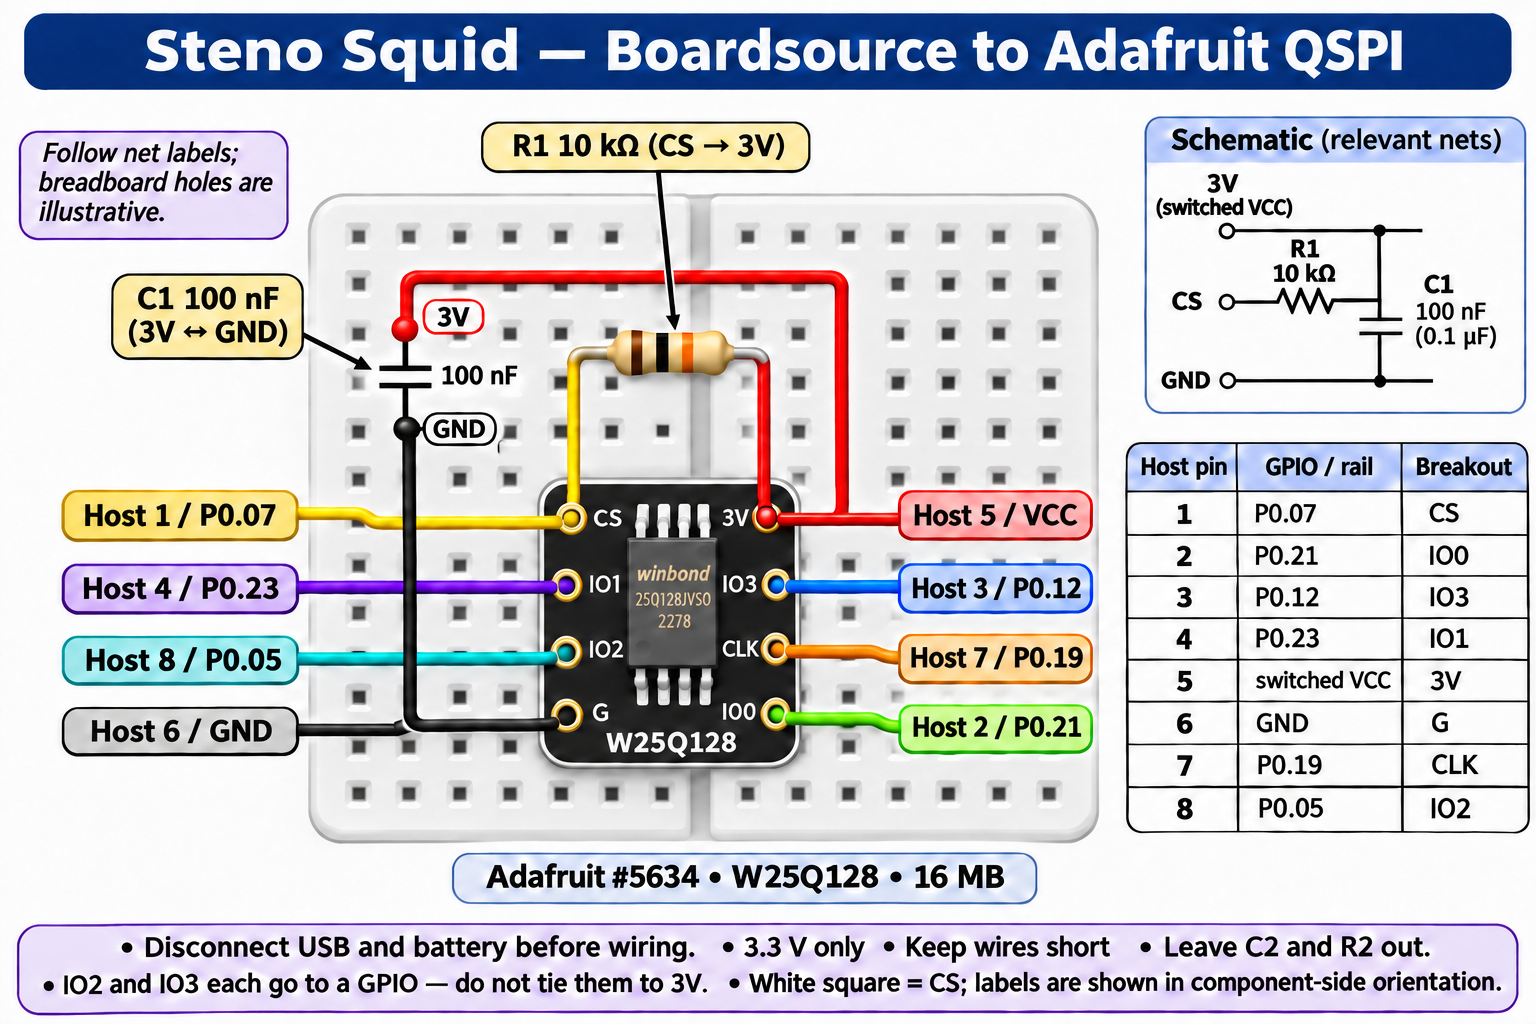 Steno Squid — Boardsource to Adafruit QSPI
Follow net labels;
breadboard holes are
illustrative.
R1 10 kΩ (CS → 3V)
C1 100 nF
(3V ↔ GND)
3V
100 nF
GND
Host 1 / P0.07
Host 4 / P0.23
Host 8 / P0.05
Host 6 / GND
CS
IO1
IO2
G
3V
IO3
CLK
IO0
winbond
25Q128JVSO
2278
W25Q128
Host 5 / VCC
Host 3 / P0.12
Host 7 / P0.19
Host 2 / P0.21
Schematic (relevant nets)
3V
(switched VCC)
R1
10 kΩ
CS
C1
100 nF
(0.1 µF)
GND
Host pin GPIO / rail Breakout
1 P0.07 CS
2 P0.21 IO0
3 P0.12 IO3
4 P0.23 IO1
5 switched VCC 3V
6 GND G
7 P0.19 CLK
8 P0.05 IO2
Adafruit #5634 • W25Q128 • 16 MB
• Disconnect USB and battery before wiring. • 3.3 V only • Keep wires short • Leave C2 and R2 out.
• IO2 and IO3 each go to a GPIO — do not tie them to 3V. • White square = CS; labels are shown in component-side orientation.